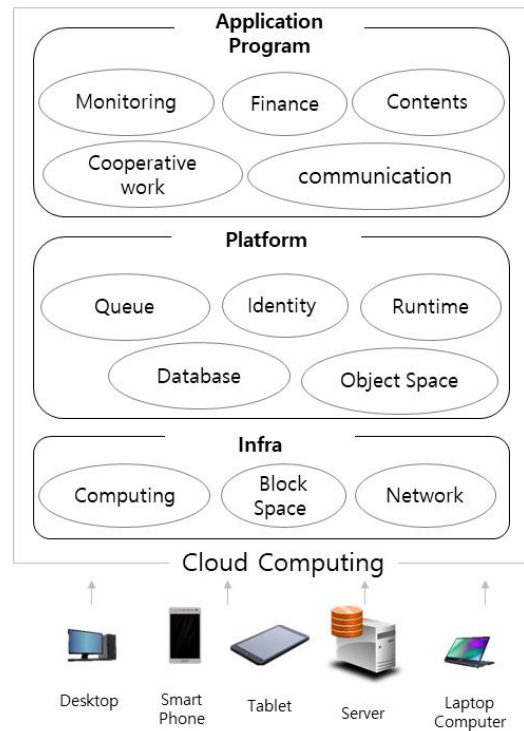 Application
Program
Monitoring
Finance
Contents
Cooperative
work
communication
Platform
Queue
Identity
Runtime
Database
Object Space
Infra
Computing
Block
Space
Network
Cloud Computing
Desktop
Smart
Phone
Tablet
Server
Laptop
Computer